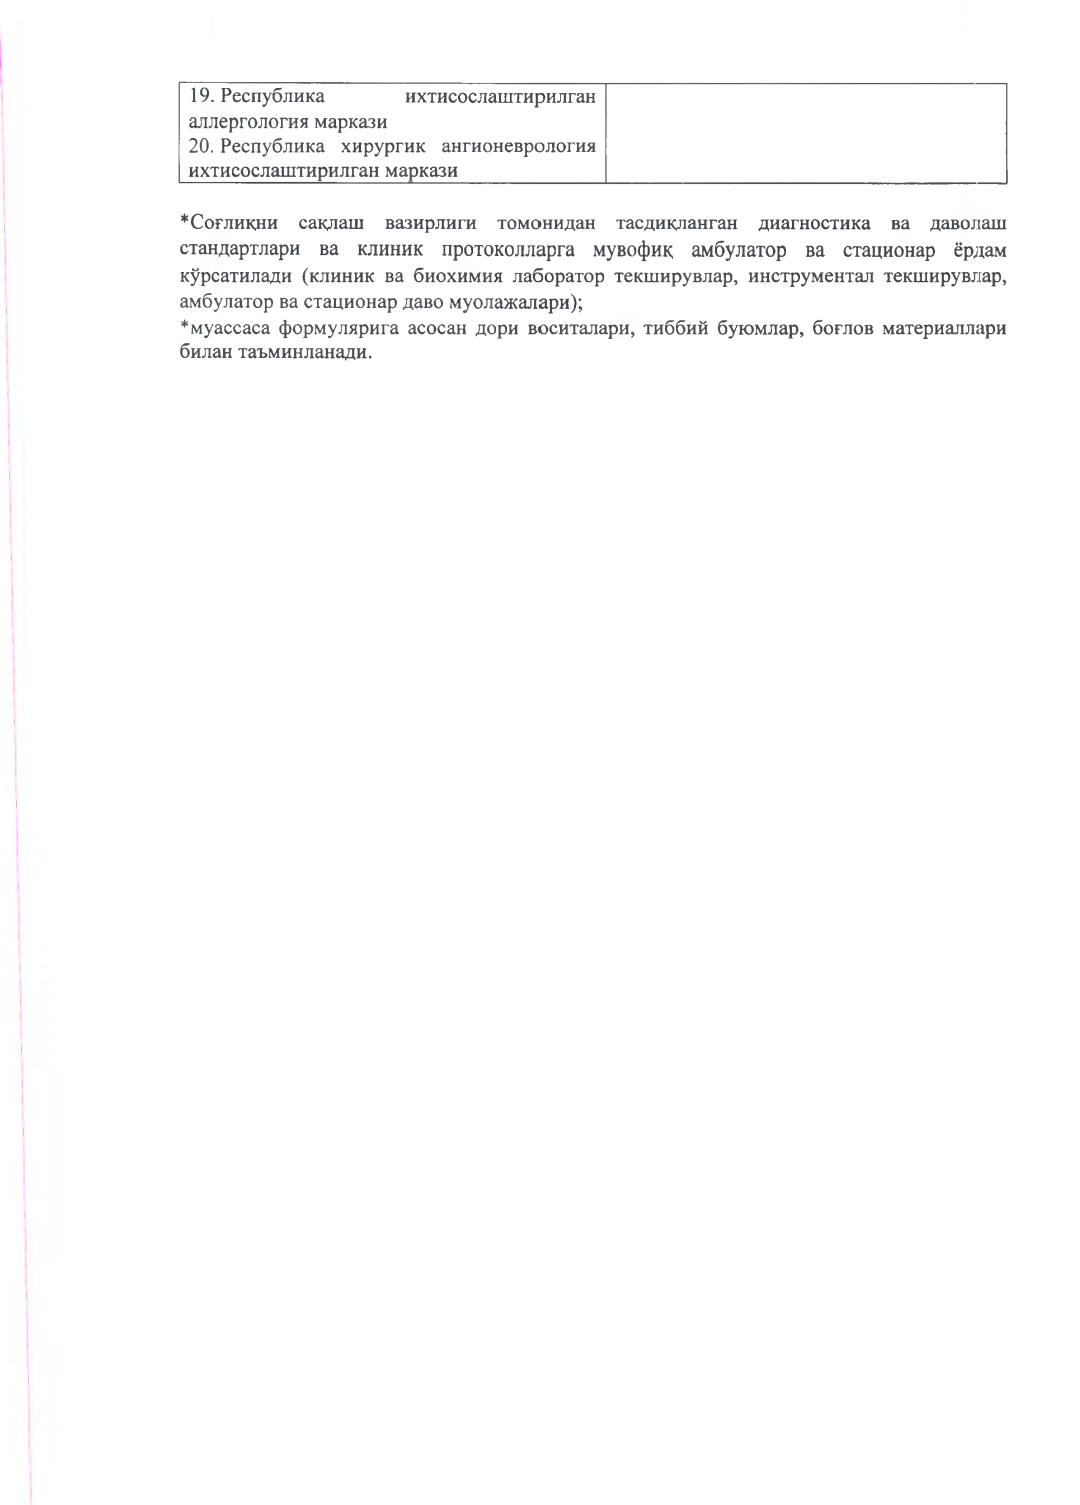 19. Республика ихтисослаштирилган
аллергология маркази
20. Республика хирургик ангионеврология
ихтисослаштирилган маркази
*Соғлиқни сақлаш вазирлиги томонидан тасдиқланган диагностика ва даволаш
стандартлари ва клиник протоколларга мувофиқ амбулатор ва стационар ёрдам
кўрсатилади (клиник ва биохимия лаборатор текширувлар, инструментал текширувлар,
амбулатор ва стационар даво муолажалари);
*муассаса формулярига асосан дори воситалари, тиббий буюмлар, боғлов материаллари
билан таъминланади.